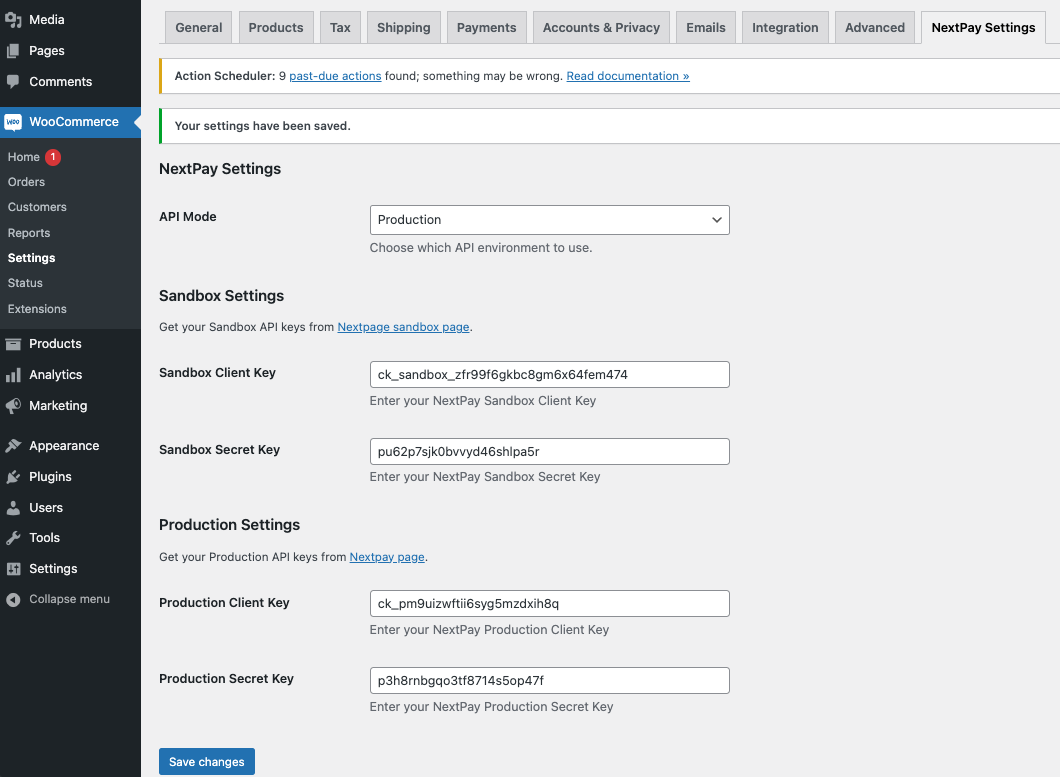 Media
Pages
Comments
Woo WooCommerce
Home 1
Orders
Customers
Reports
Settings
Status
Extensions
Products
Analytics
Marketing
Appearance
Plugins
Users
Tools
Settings
Collapse menu
General Products Tax Shipping Payments Accounts & Privacy Emails Integration Advanced NextPay Settings
Action Scheduler: 9 past-due actions found; something may be wrong. Read documentation »
Your settings have been saved.
NextPay Settings
API Mode Production
Choose which API environment to use.
Sandbox Settings
Get your Sandbox API keys from Nextpage sandbox page.
Sandbox Client Key ck_sandbox_zfr99f6gkbc8gm6x64fem474
Enter your NextPay Sandbox Client Key
Sandbox Secret Key pu62p7sjk0bvvyd46shlpa5r
Enter your NextPay Sandbox Secret Key
Production Settings
Get your Production API keys from Nextpay page.
Production Client Key ck_pm9uizwftii6syg5mzdxih8q
Enter your NextPay Production Client Key
Production Secret Key p3h8rnbgqo3tf8714s5op47f
Enter your NextPay Production Secret Key
Save changes